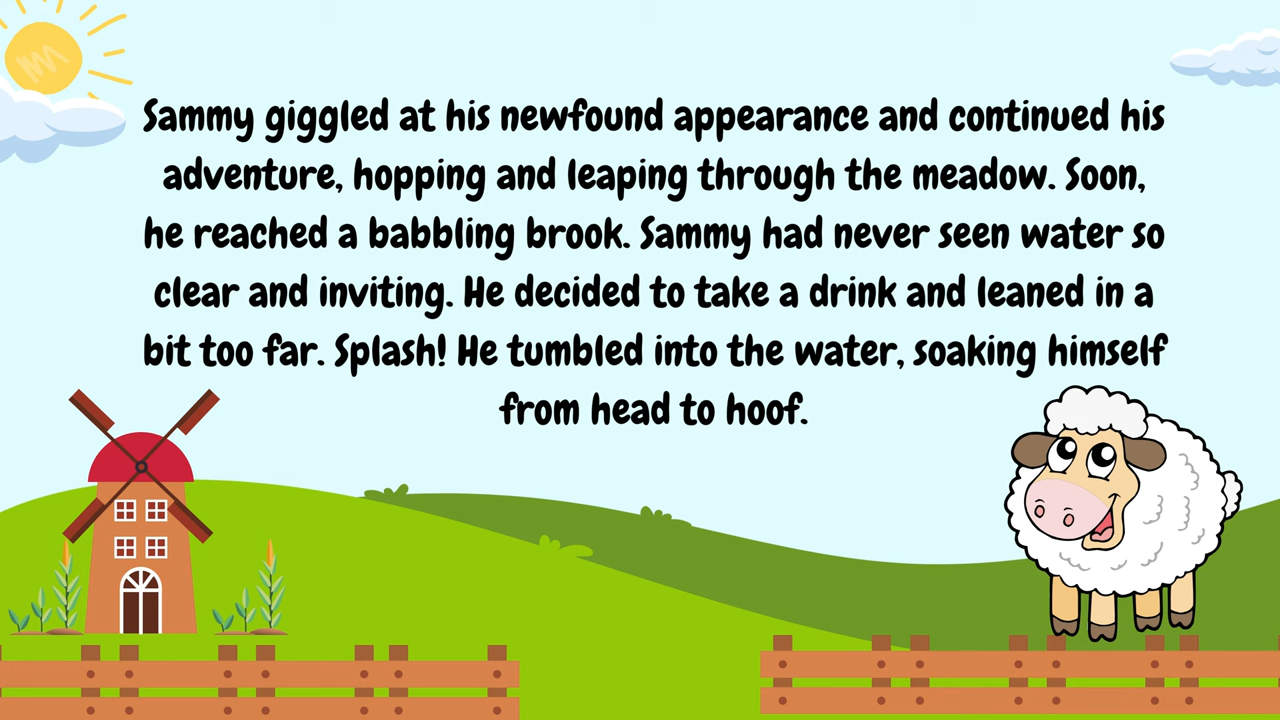 Sammy giggled at his newfound appearance and continued his
adventure, hopping and leaping through the meadow. Soon,
he reached a babbling brook. Sammy had never seen water so
clear and inviting. He decided to take a drink and leaned in a
bit too far. Splash! He tumbled into the water, soaking himself
from head to hoof.